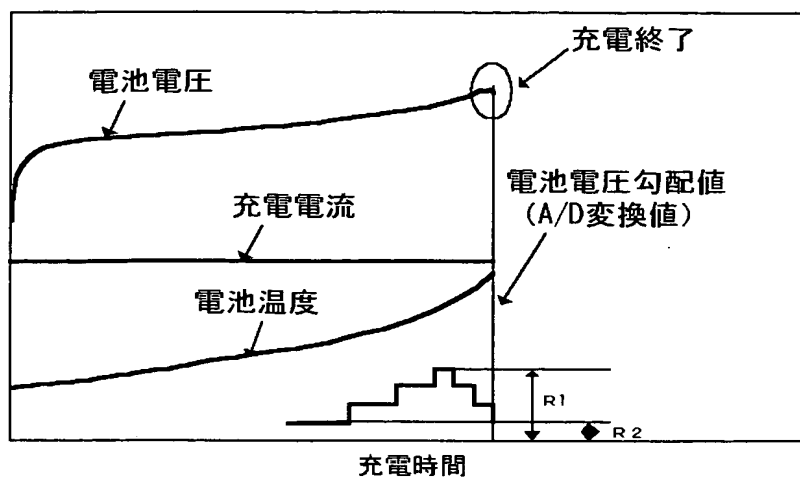 充電終了
電池電圧
電池電圧勾配値
(A/D変換値)
充電電流
電池温度
R1
R2
充電時間